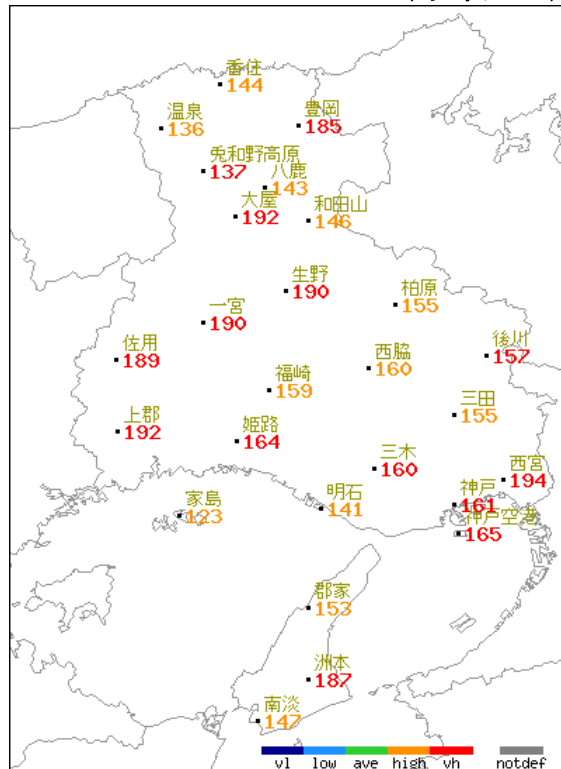 香住
144
温泉
136
豊岡
185
兎和野高原
137
八鹿
143
大屋
192
和田山
146
生野
190
柏原
155
一宮
190
後川
157
佐用
189
西脇
160
福崎
159
三田
155
上郡
192
姫路
164
三木
160
西宮
194
家島
123
明石
141
神戸
161
神戸空港
165
郡家
153
洲本
187
南淡
147
vl low ave high vh notdef